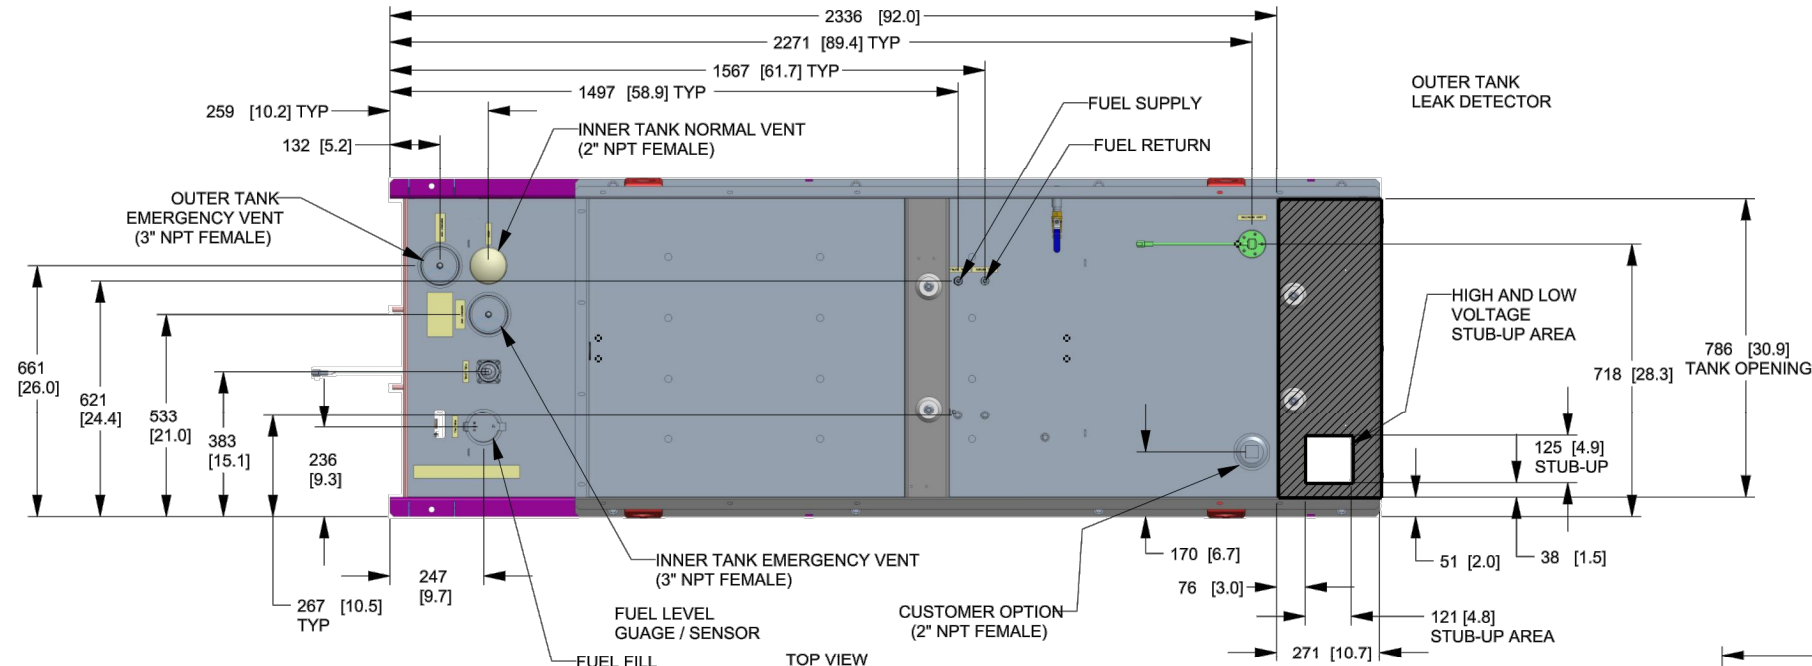 2336 [92.0]
2271 [89.4] TYP
1567 [61.7] TYP
1497 [58.9] TYP
259 [10.2] TYP
132 [5.2]
INNER TANK NORMAL VENT
(2" NPT FEMALE)
FUEL SUPPLY
FUEL RETURN
OUTER TANK
LEAK DETECTOR
OUTER TANK
EMERGENCY VENT
(3" NPT FEMALE)
HIGH AND LOW
VOLTAGE
STUB-UP AREA
786 [30.9]
TANK OPENING
718 [28.3]
661
[26.0]
621
[24.4]
533
[21.0]
383
[15.1]
236
[9.3]
125 [4.9]
STUB-UP
170 [6.7]
51 [2.0]
38 [1.5]
76 [3.0]
INNER TANK EMERGENCY VENT
(3" NPT FEMALE)
247
[9.7]
267 [10.5]
TYP
FUEL LEVEL
GUAGE / SENSOR
CUSTOMER OPTION
(2" NPT FEMALE)
121 [4.8]
STUB-UP AREA
271 [10.7]
FUEL FILL
TOP VIEW